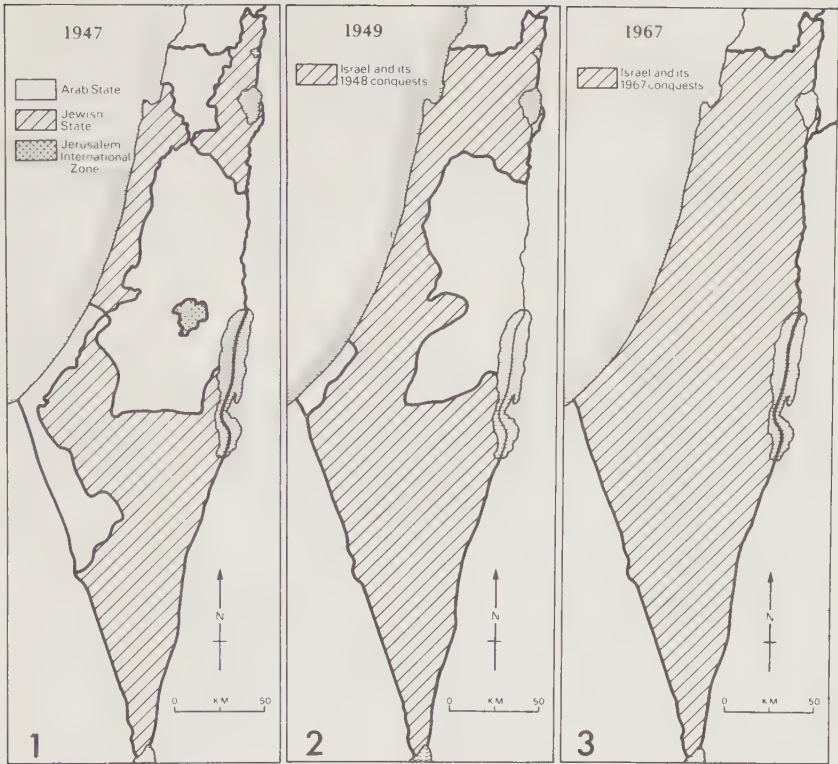 1947
Arab State
Jewish
State
Jerusalem
International
Zone
N
0 KM 50
1
1949
Israel and its
1948 conquests
N
0 KM 50
2
1967
Israel and its
1967 conquests
N
0 KM 50
3